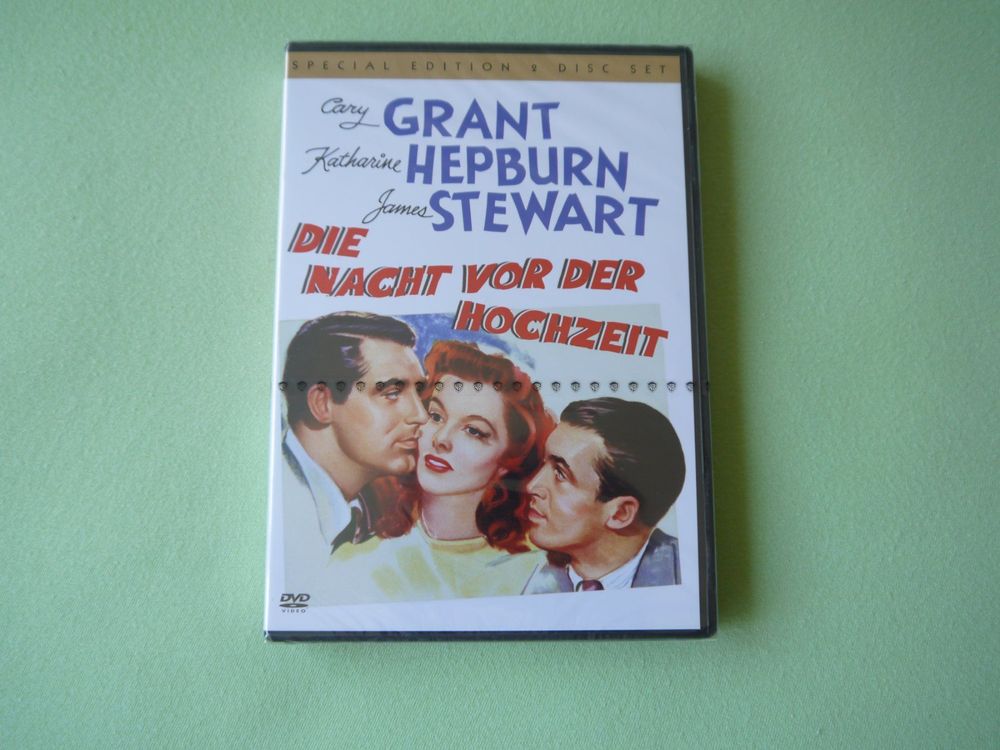 SPECIAL EDITION 2 DISC SET
Cary GRANT
Katharine HEPBURN
James STEWART
DIE
NACHT VOR DER
HOCHZEIT
DVD
VIDEO